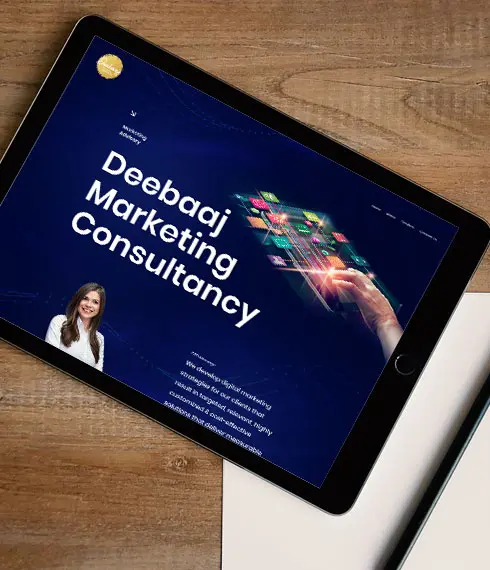 Marketing
Advisory
Deebaaj
Marketing
Consultancy
We develop digital marketing
strategies for our clients that
result in targeted, relevant, highly
customized & cost-effective
solutions that deliver measurable